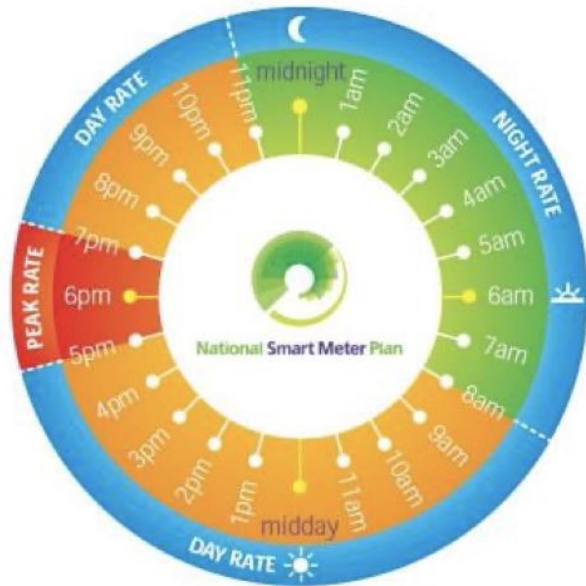 midnight
1am
2am
3am
4am
5am
6am
7am
8am
9am
10am
11am
midday
1pm
2pm
3pm
4pm
5pm
6pm
7pm
8pm
9pm
10pm
11pm
NIGHT RATE
DAY RATE
PEAK RATE
DAY RATE
National Smart Meter Plan